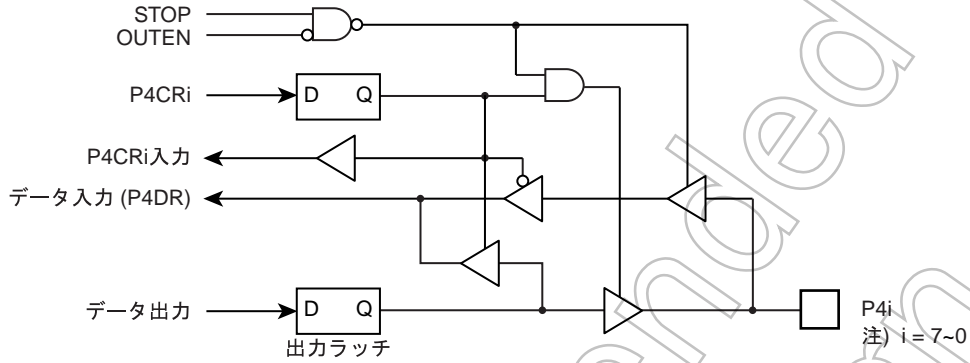 STOP
OUTEN
P4CRi
D Q
P4CRi入力
データ入力 (P4DR)
データ出力
D Q
出力ラッチ
P4i
注) i = 7~0
ended